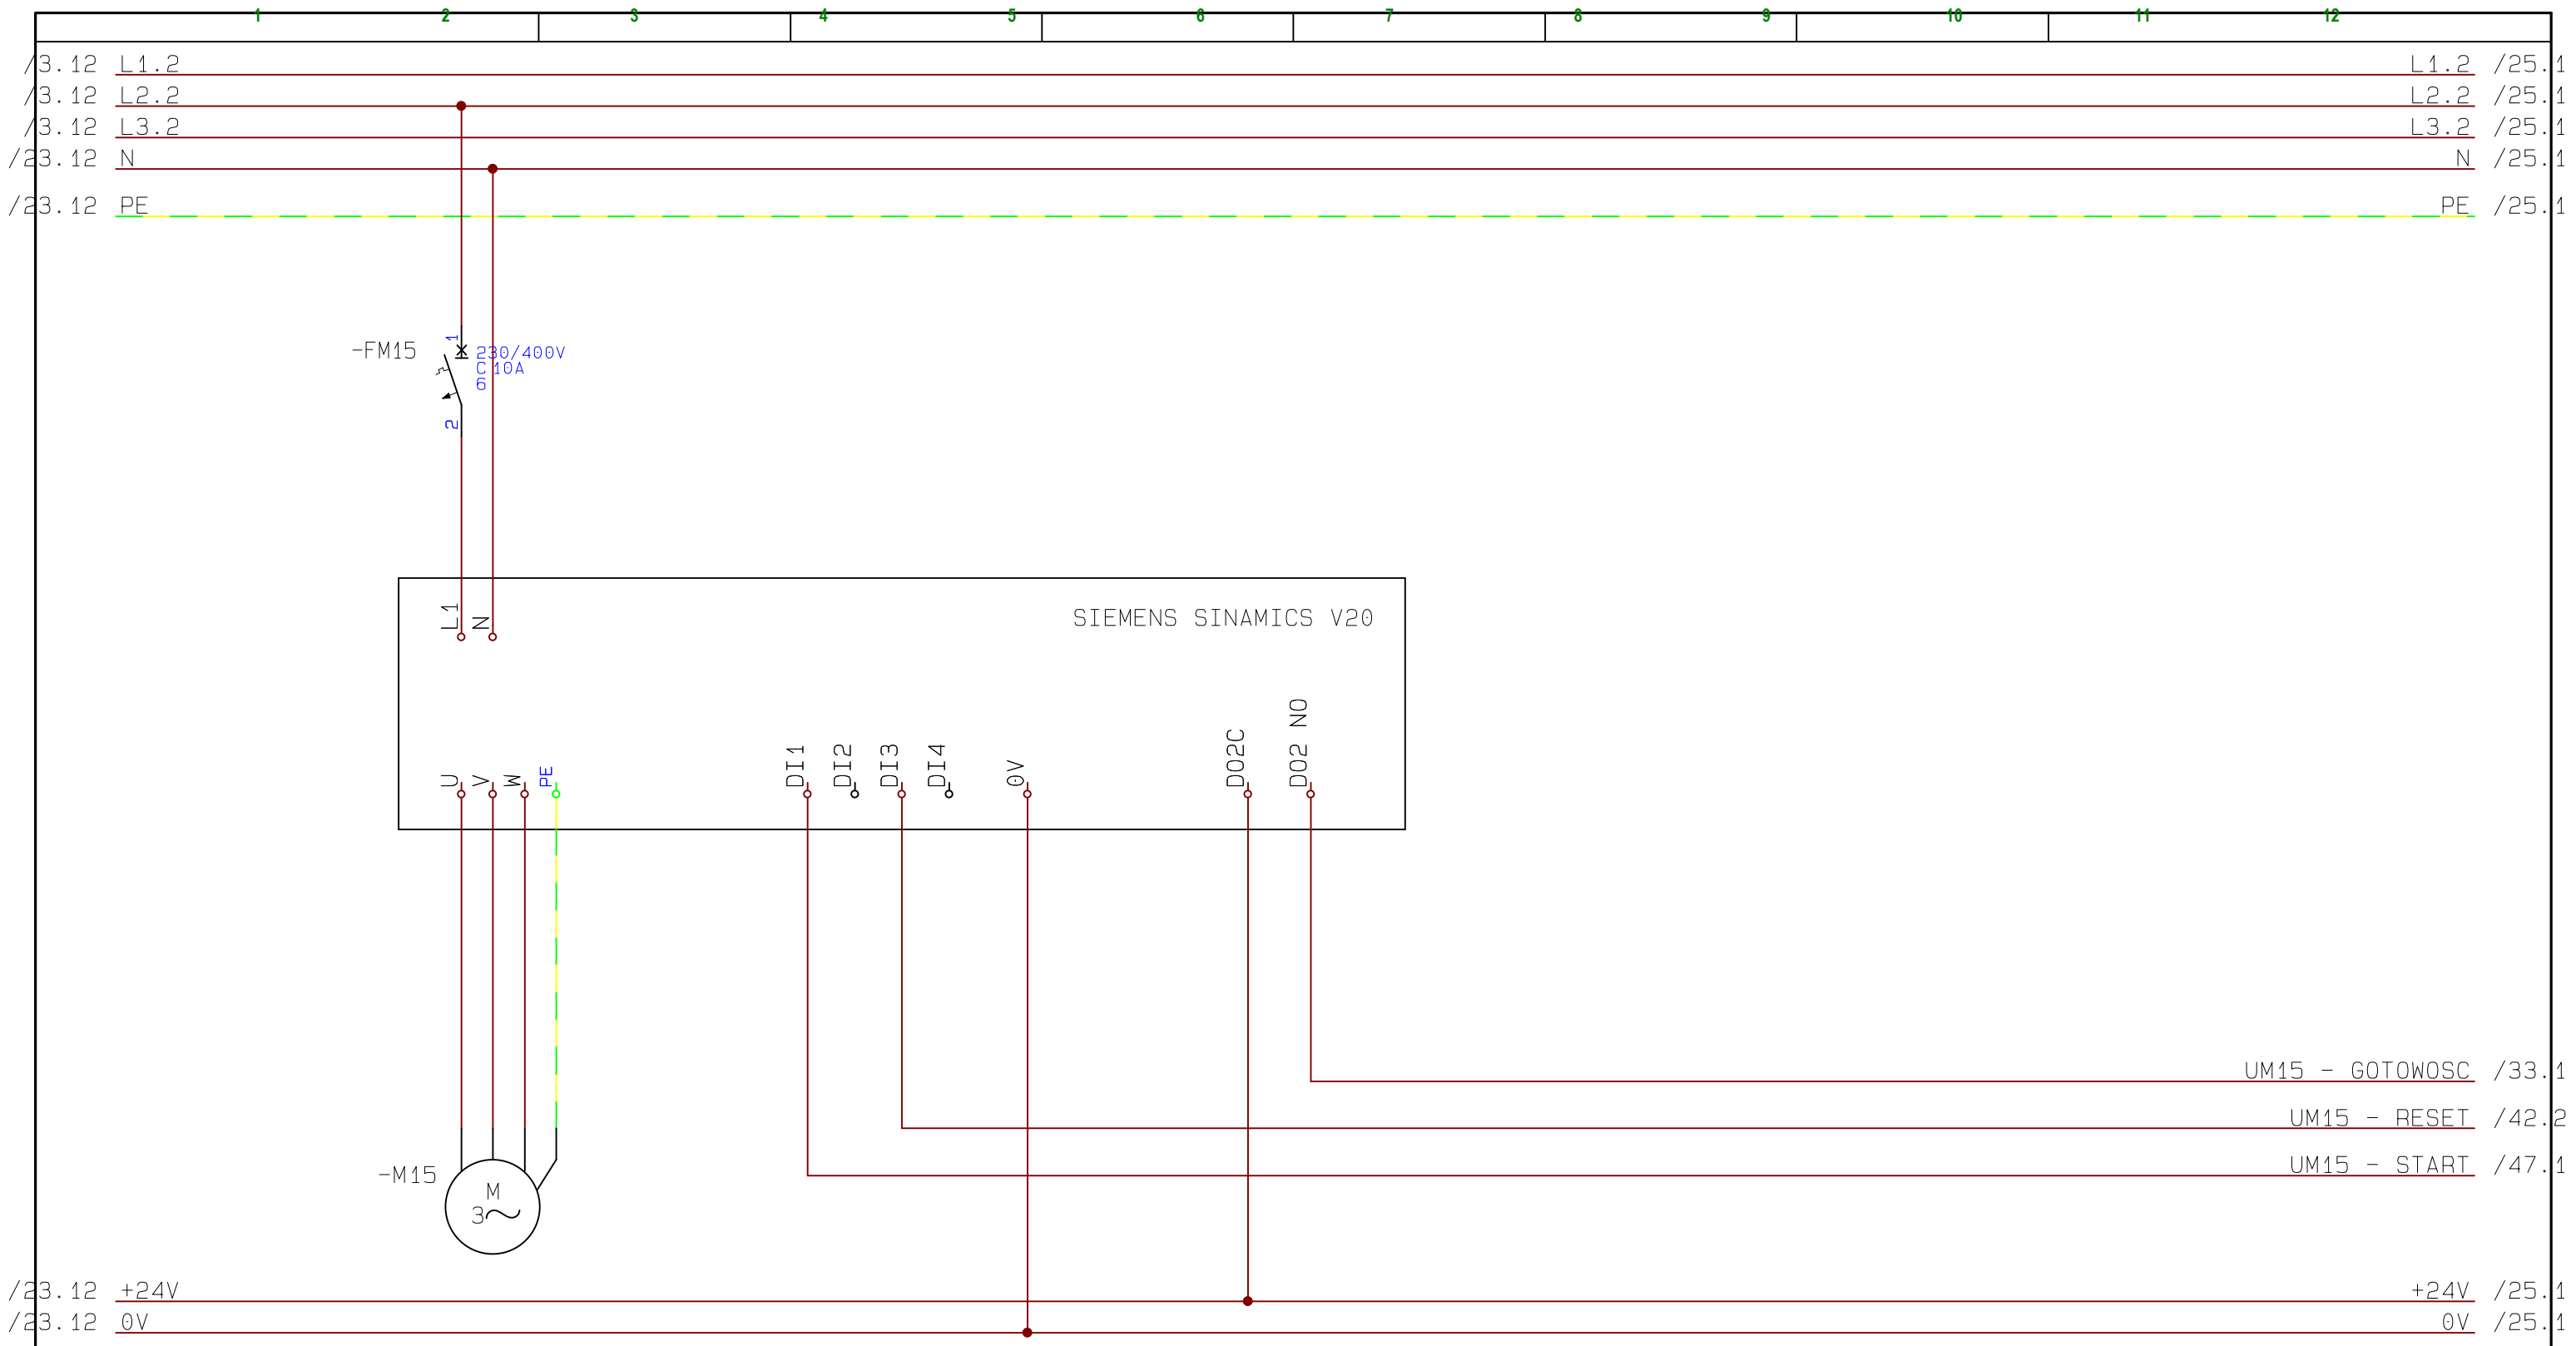 1 2 3 4 5 6 7 8 9 10 11 12
/3.12 L1.2 L1.2 /25.1
/3.12 L2.2 L2.2 /25.1
/3.12 L3.2 L3.2 /25.1
/23.12 N N /25.1
/23.12 PE PE /25.1
-FM15 1 230/400V
C 10A
6
2
L1 N SIEMENS SINAMICS V20
U V W PE DI1 DI2 DI3 DI4 0V DO2C DO2 NO
UM15 - GOTOWOSC /33.1
UM15 - RESET /42.2
UM15 - START /47.1
-M15
M
3~
/23.12 +24V +24V /25.1
/23.12 0V 0V /25.1